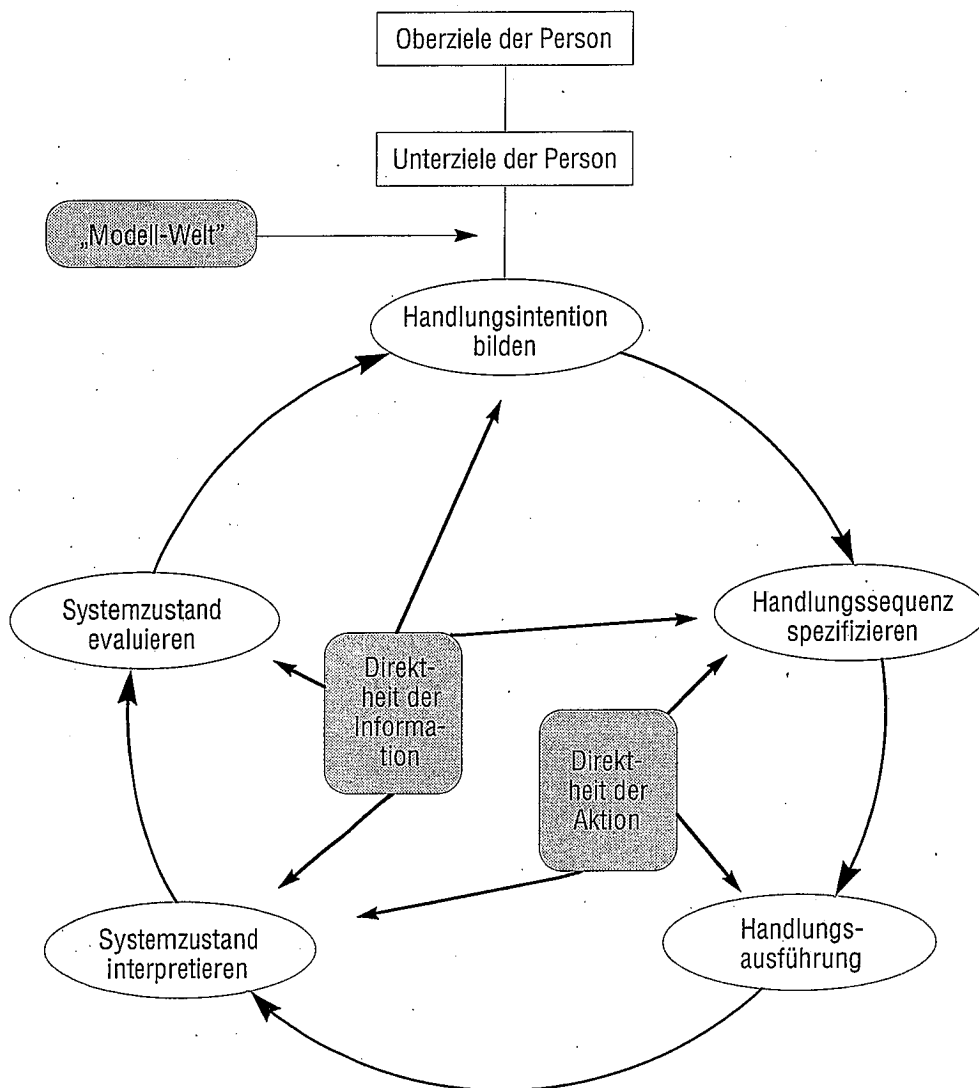 Oberziele der Person
Unterziele der Person
„Modell-Welt”
Handlungsintention
bilden
Systemzustand
evaluieren
Handlungssequenz
spezifizieren
Direkt-
heit der
Informa-
tion
Direkt-
heit der
Aktion
Systemzustand
interpretieren
Handlungs-
ausführung